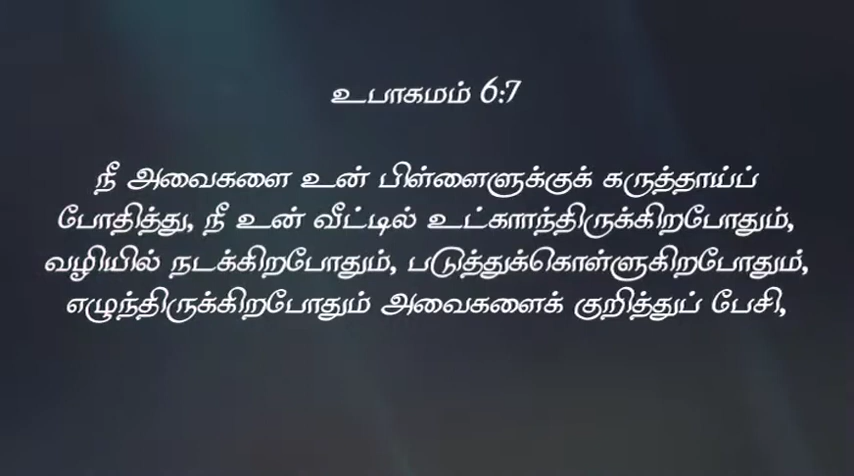 உபாகமம் 6:7
நீ அவைகளை உன் பிள்ளைளுக்குக் கருத்தாய்ப்
போதித்து, நீ உன் வீட்டில் உட்காாந்திருக்கிறபோதும்,
வழியில் நடக்கிறபோதும், படுத்துக்கொள்ளுகிறபோதும்,
எழுந்திருக்கிறபோதும் அவைகளைக் குறித்துப் பேசி,